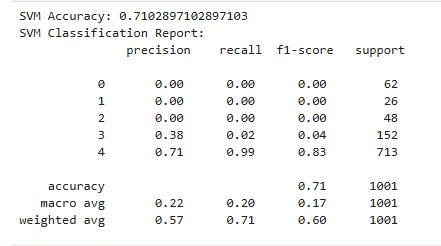 SVM Accuracy: 0.7102897102897103
SVM Classification Report:
precision recall f1-score support
0 0.00 0.00 0.00 62
1 0.00 0.00 0.00 26
2 0.00 0.00 0.00 48
3 0.38 0.02 0.04 152
4 0.71 0.99 0.83 713
accuracy 0.71 1001
macro avg 0.22 0.20 0.17 1001
weighted avg 0.57 0.71 0.60 1001